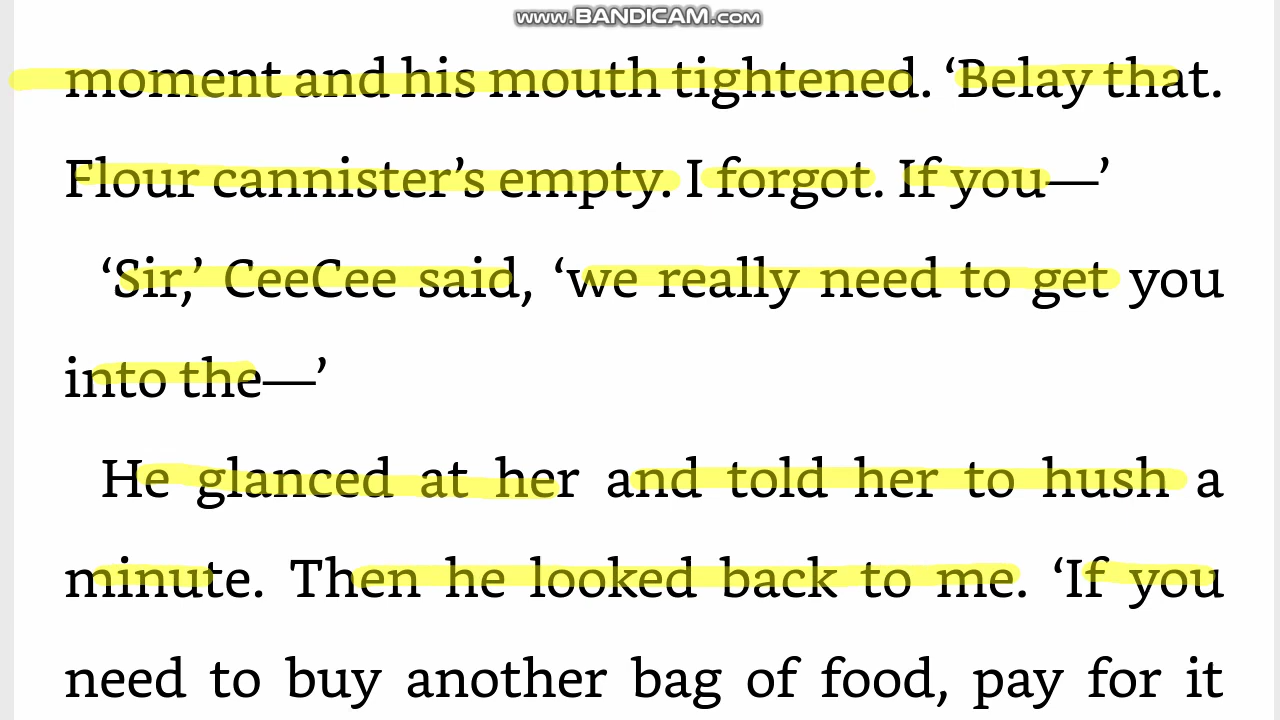 www.BANDICAM.com
moment and his mouth tightened. ‘Belay that.
Flour cannister’s empty. I forgot. If you—’
‘Sir,’ CeeCee said, ‘we really need to get you
into the—’
He glanced at her and told her to hush a
minute. Then he looked back to me. ‘If you
need to buy another bag of food, pay for it